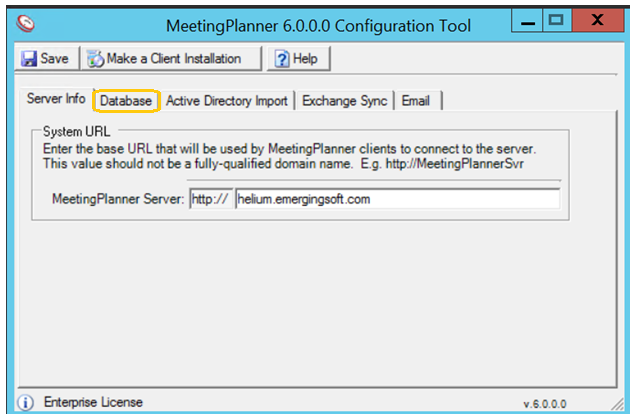 MeetingPlanner 6.0.0.0 Configuration Tool
Save Make a Client Installation ? Help
Server Info Database Active Directory Import Exchange Sync Email
System URL
Enter the base URL that will be used by MeetingPlanner clients to connect to the server.
This value should not be a fully-qualified domain name. E.g. http://MeetingPlannerSvr
MeetingPlanner Server: http:// helium.emergingsoft.com
i Enterprise License v.6.0.0.0